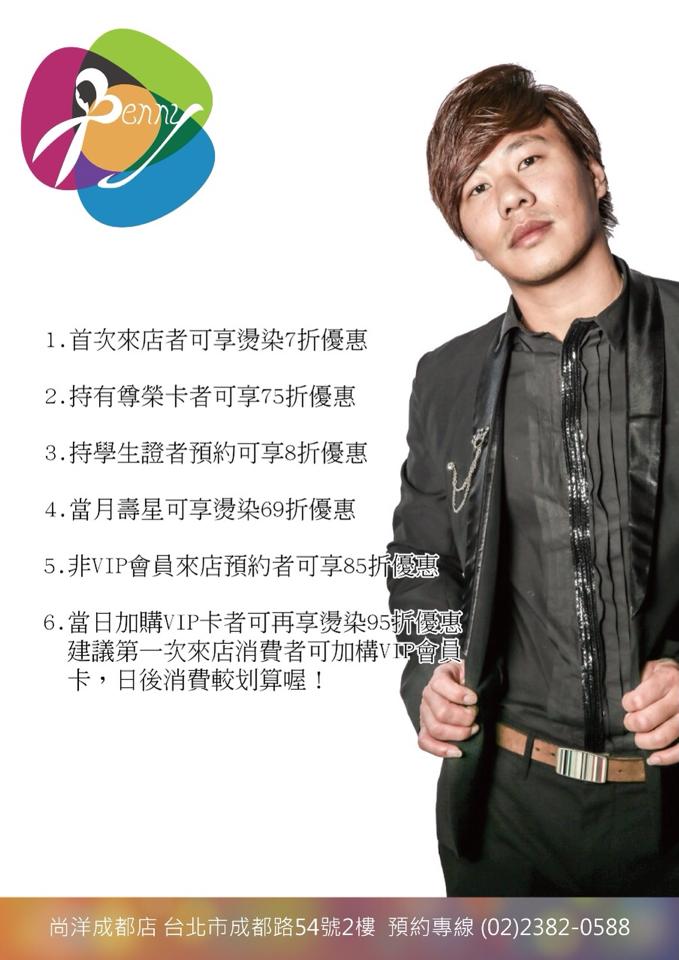 Benny
1.首次來店者可享燙染7折優惠
2.持有尊榮卡者可享75折優惠
3.持學生證者預約可享8折優惠
4.當月壽星可享燙染69折優惠
5.非VIP會員來店預約者可享85折優惠
6.當日加購VIP卡者可再享燙染95折優惠
建議第一次來店消費者可加構VIP會員
卡，日後消費較划算喔！
尚洋成都店 台北市成都路54號2樓 預約專線 (02)2382-0588